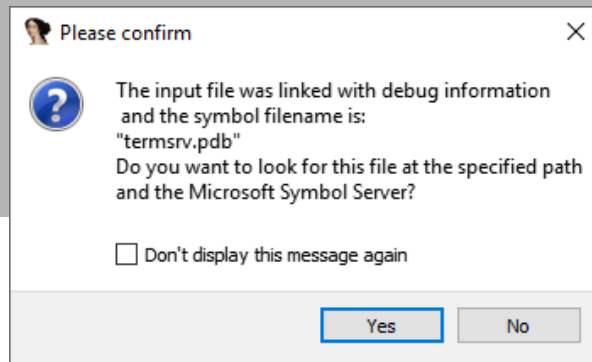 Please confirm
The input file was linked with debug information
and the symbol filename is:
"termsrv.pdb"
Do you want to look for this file at the specified path
and the Microsoft Symbol Server?
Don't display this message again
Yes No